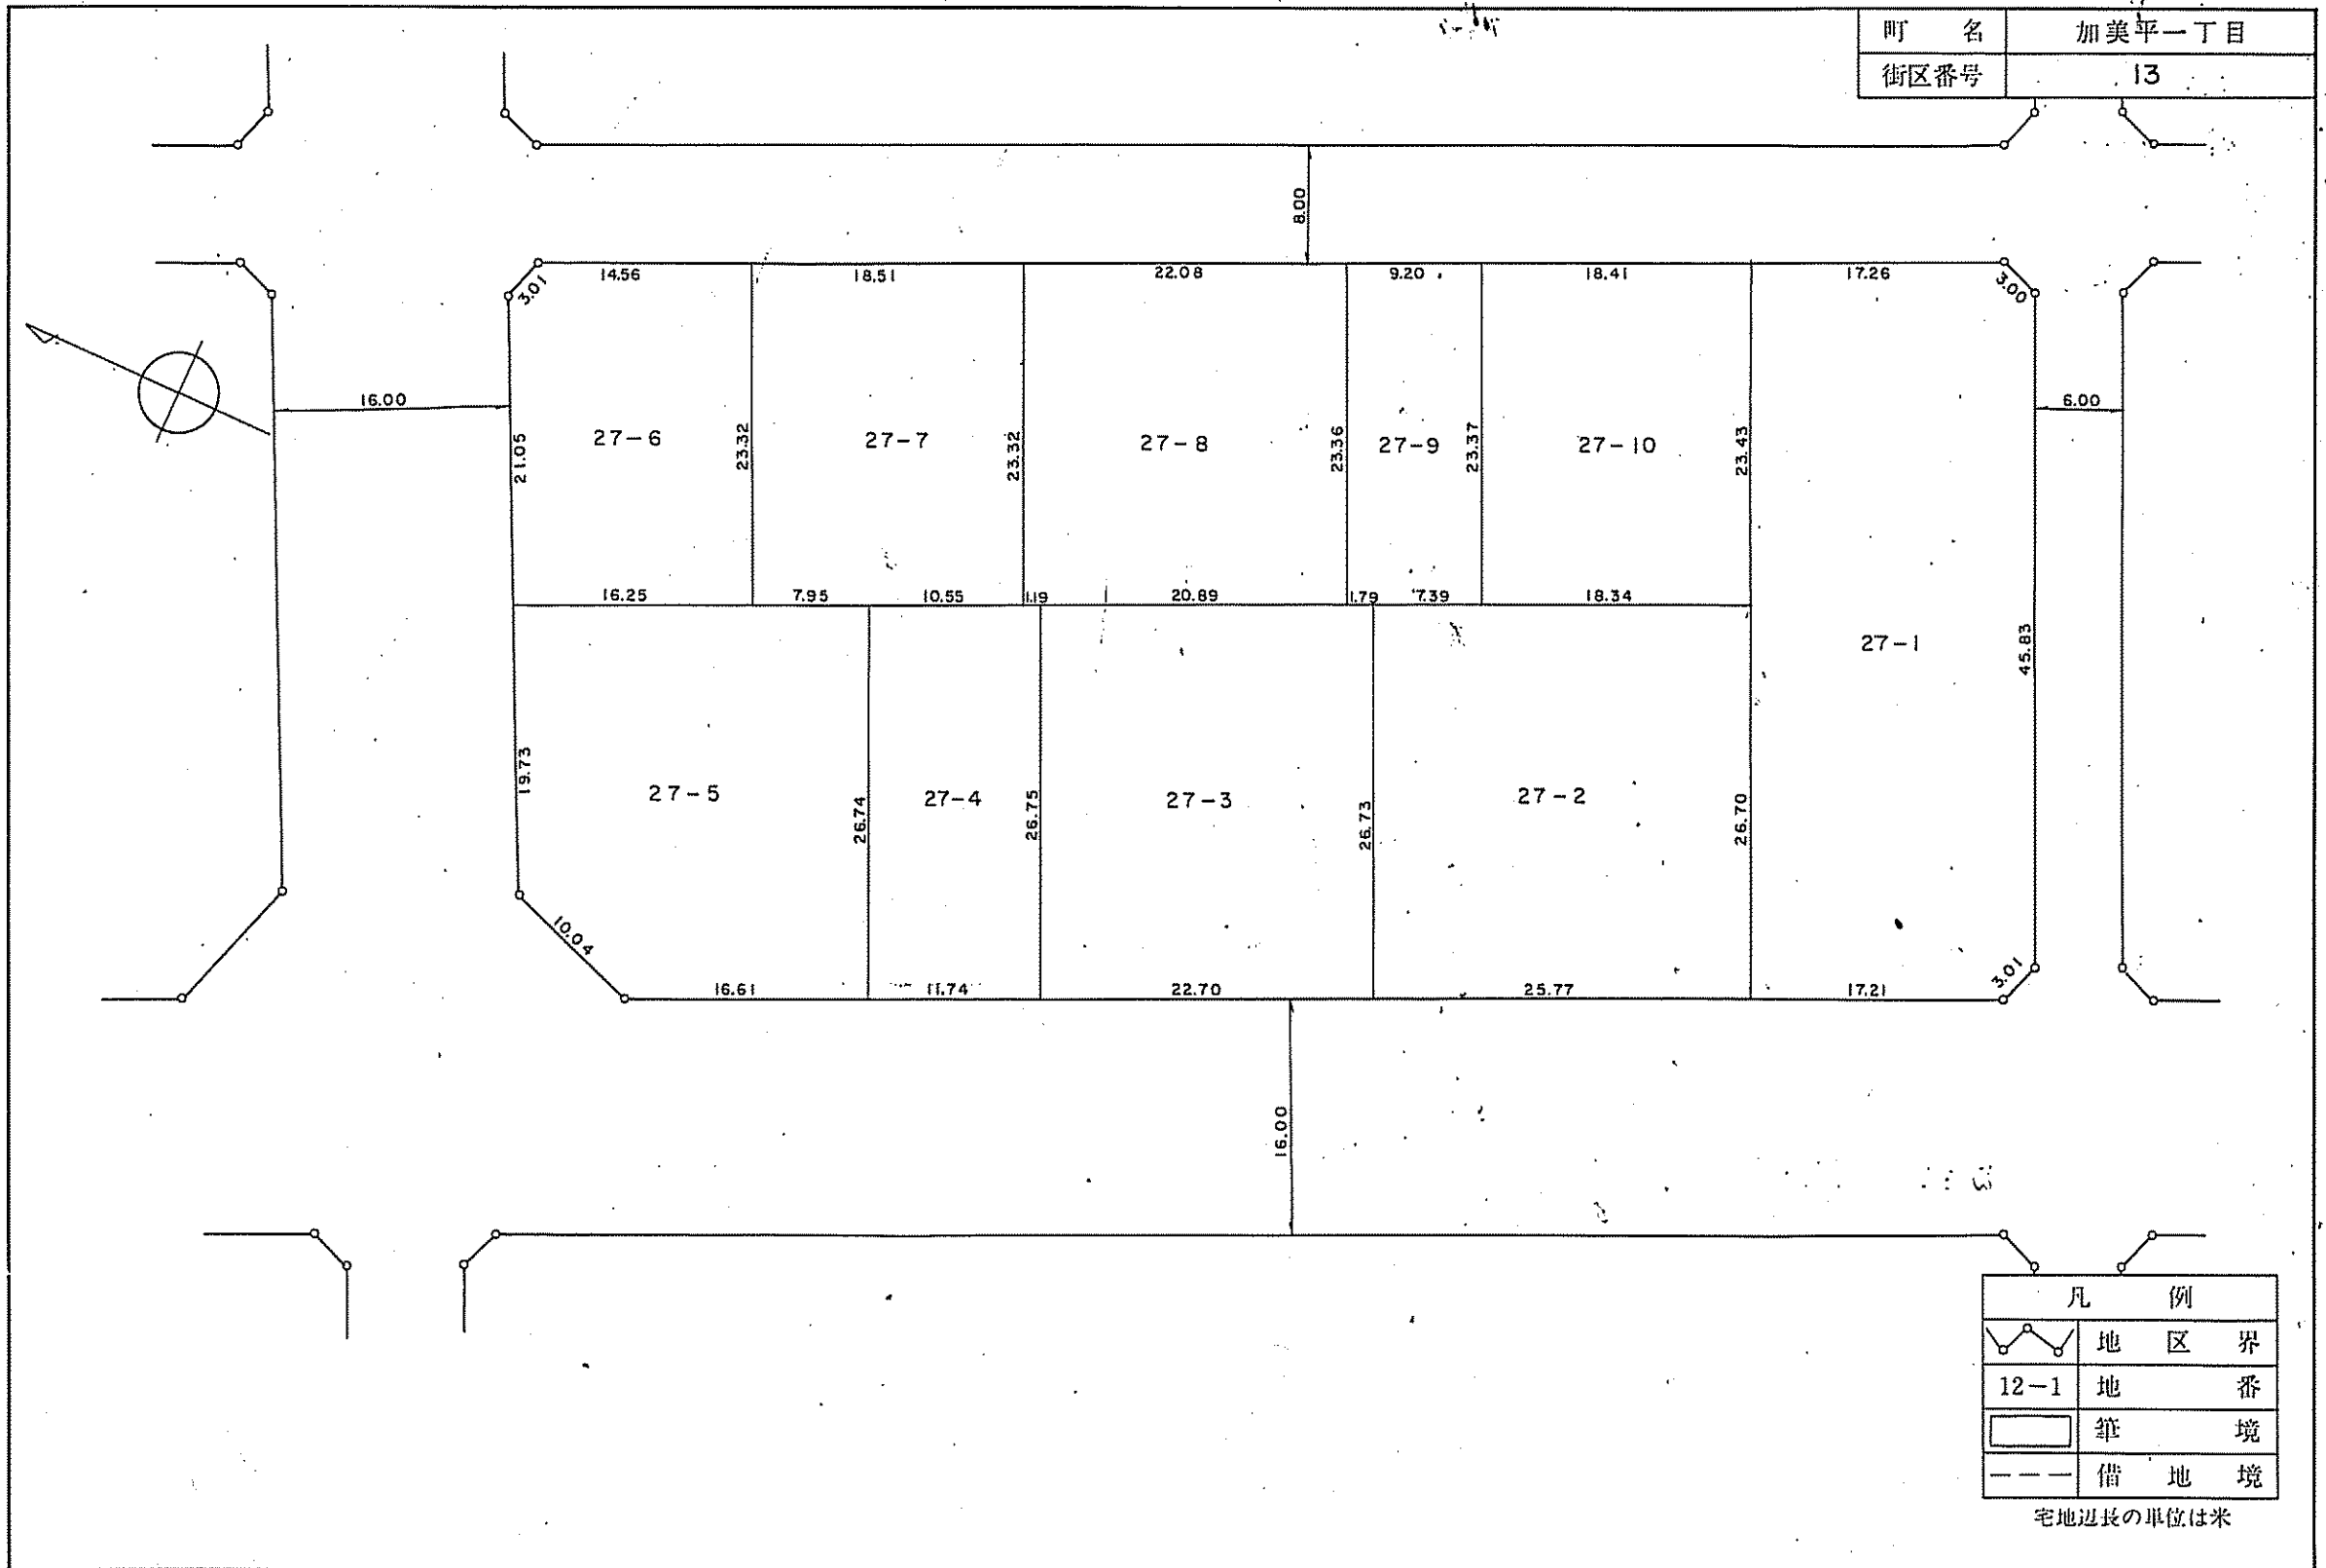 町名 加美平一丁目
街区番号 13
8.00
14.56 18.51 22.08 9.20 18.41 17.26
3.01 3.00
16.00 6.00
27-6 27-7 27-8 27-9 27-10
21.05 23.32 23.32 23.36 23.37 23.43
16.25 7.95 10.55 1.19 20.89 1.79 7.39 18.34
27-1
45.83
19.73
27-5 27-4 27-3 27-2
26.74 26.75 26.73 26.70
10.04 3.01
16.61 11.74 22.70 25.77 17.21
16.00
凡例
地区界
12-1 地番
筆境
借地境
宅地辺長の単位は米